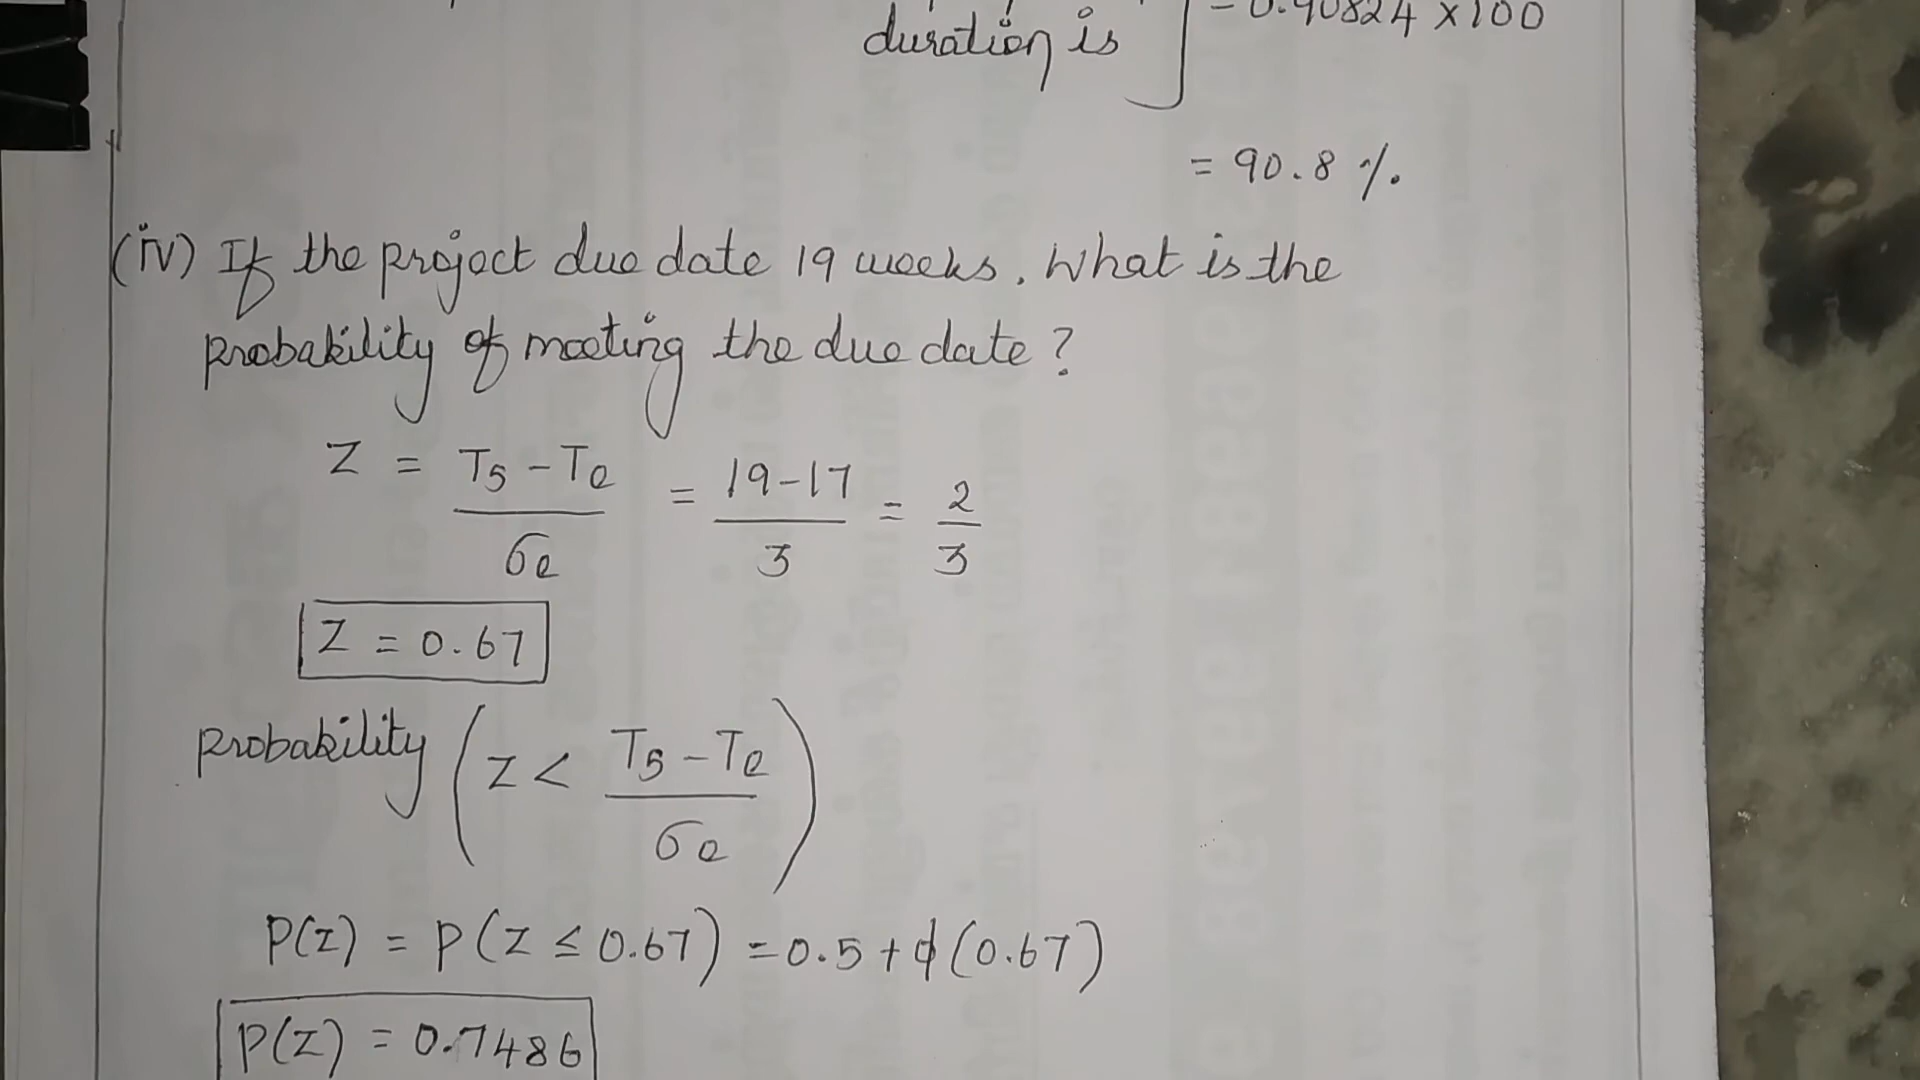 duration is = 0.90824 × 100
= 90.8 %.
(iv) If the project due date 19 weeks. What is the
probability of meeting the due date?
Z = Ts - Te / σe = 19-17 / 3 = 2 / 3
Z = 0.67
Probability ( Z < Ts - Te / σe )
P(Z) = P(Z ≤ 0.67) = 0.5 + φ(0.67)
P(Z) = 0.7486